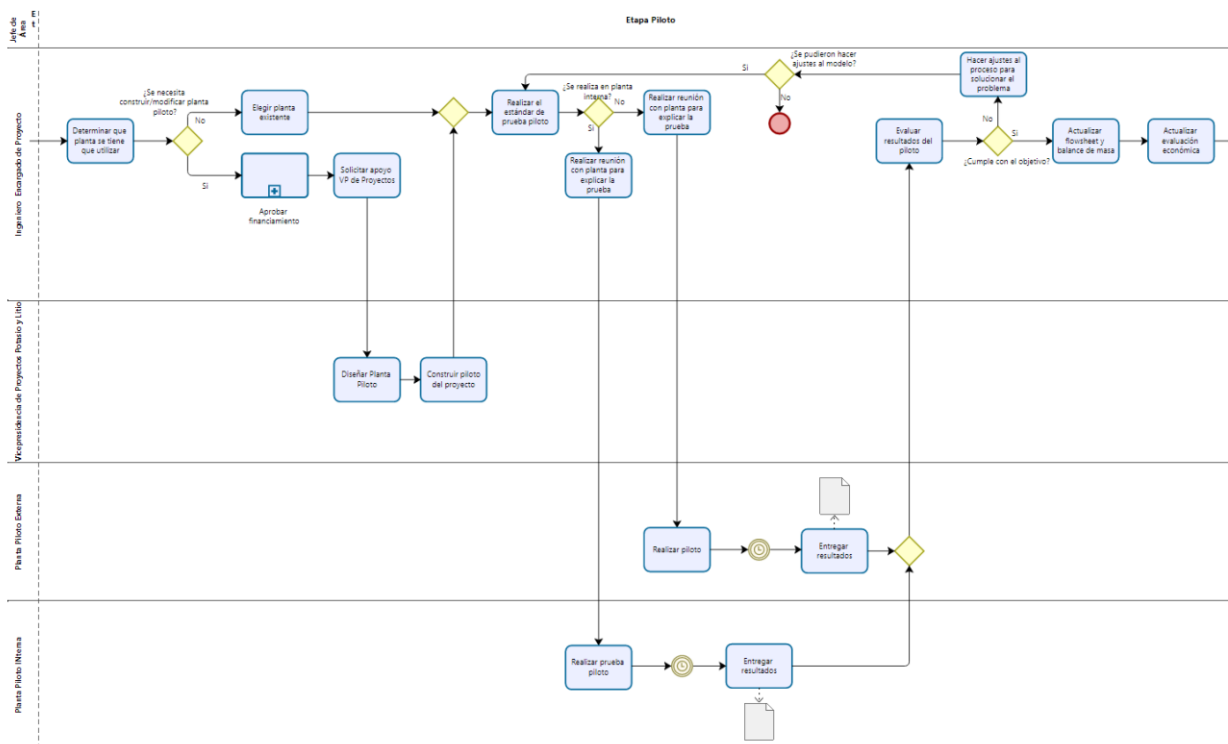 Etapa Piloto
Jefe de
Área
Et
Ingeniero Encargado de Proyecto
Determinar que
planta se tiene
que utilizar
¿Se necesita
construir/modificar planta
piloto?
No
Si
Elegir planta
existente
Aprobar
financiamiento
Solicitar apoyo
VP de Proyectos
Realizar el
estándar de
prueba piloto
¿Se realiza en planta
interna?
No
Si
Realizar reunión
con planta para
explicar la
prueba
Realizar reunión
con planta para
explicar la
prueba
¿Se pudieron hacer
ajustes al modelo?
Si
No
Hacer ajustes al
proceso para
solucionar el
problema
Evaluar
resultados del
piloto
No
Si
¿Cumple con el objetivo?
Actualizar
flowsheet y
balance de masa
Actualizar
evaluación
económica
Vicepresidencia de Proyectos Potasio y Litio
Diseñar Planta
Piloto
Construir piloto
del proyecto
Planta Piloto Externa
Realizar piloto
Entregar
resultados
Planta Piloto INterna
Realizar prueba
piloto
Entregar
resultados